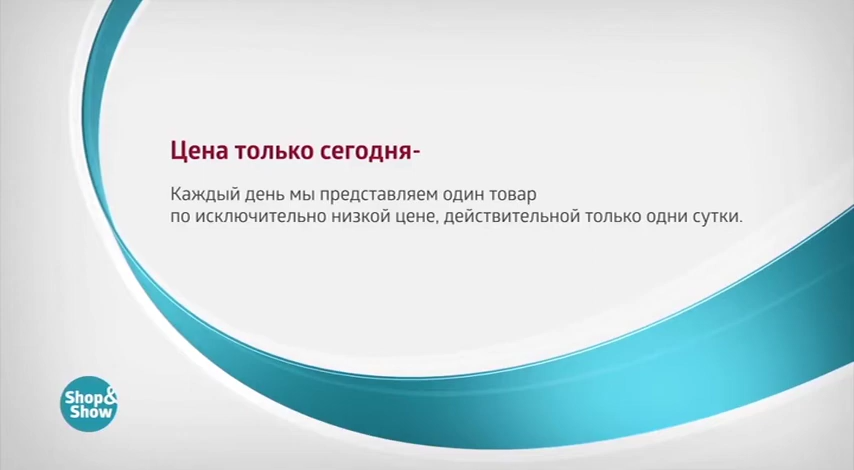 Цена только сегодня-
Каждый день мы представляем один товар
по исключительно низкой цене, действительной только одни сутки.
Shop&
Show